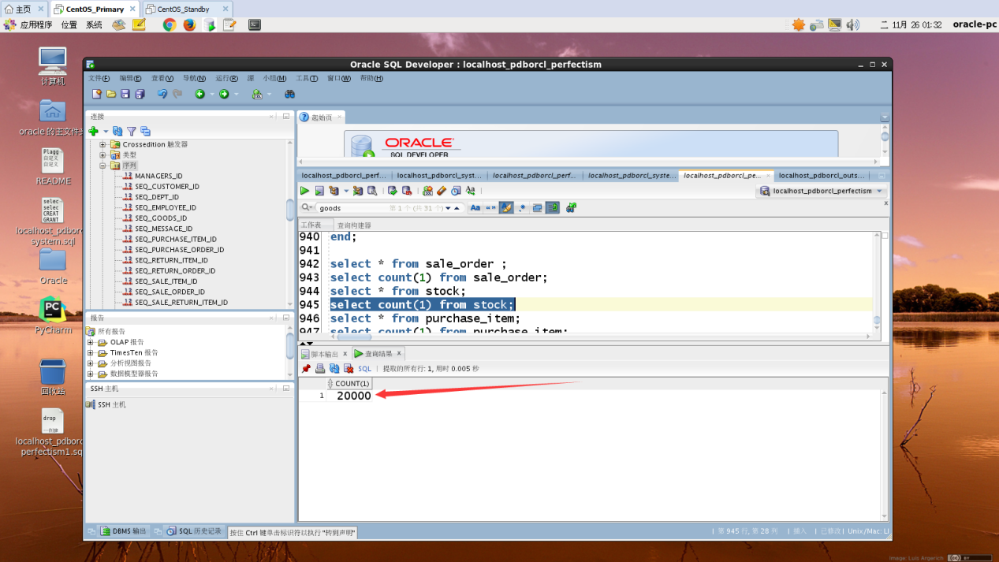 主页
CentOS_Primary
CentOS_Standby
应用程序 位置 系统
二 11月 26 01:32 oracle-pc
计算机
oracle 的主文件夹
Plagg
自定义
自定义
README
selec
selec
CREAT
GRANT
localhost_pdborc
system.sql
Oracle
PC
PyCharm
回收站
drop
一创建
localhost_pdborc
perfectism1.sq
Oracle SQL Developer : localhost_pdborcl_perfectism
文件(F) 编辑(E) 查看(V) 导航(N) 运行(R) 源 小组(M) 工具(T) 窗口(W) 帮助(H)
连接
Crossedition 触发器
类型
序列
MANAGERS_ID
SEQ_CUSTOMER_ID
SEQ_DEPT_ID
SEQ_EMPLOYEE_ID
SEQ_GOODS_ID
SEQ_MESSAGE_ID
SEQ_PURCHASE_ITEM_ID
SEQ_PURCHASE_ORDER_ID
SEQ_RETURN_ITEM_ID
SEQ_RETURN_ORDER_ID
SEQ_SALE_ITEM_ID
SEQ_SALE_ORDER_ID
SEQ_SALE_RETURN_ITEM_ID
报告
所有报告
OLAP 报告
TimesTen 报告
分析视图报告
数据模型器报告
SSH 主机
SSH 主机
起始页
ORACLE
SQL DEVELOPER
localhost_pdborcl_perf... localhost_pdborcl_syst... localhost_pdborcl_perf... localhost_pdborcl_syste... localhost_pdborcl_pe... localhost_pdborcl_outs...
localhost_pdborcl_perfectism
goods 第 1 个 (共 31 个) Aa “ ”
工作表 查询构建器
940 end;
941
942 select * from sale_order ;
943 select count(1) from sale_order;
944 select * from stock;
945 select count(1) from stock;
946 select * from purchase_item;
947 select count(1) from purchase_item;
脚本输出 查询结果
SQL | 提取的所有行: 1, 用时 0.005 秒
COUNT(1)
1 20000
DBMS 输出 SQL 历史记录 按住 Ctrl 键单击标识符以执行 "转到声明"
| 第 945 行, 第 28 列 | 插入 | 已修改 | Unix/Mac: LI
Image: Luis Argerich
CC BY